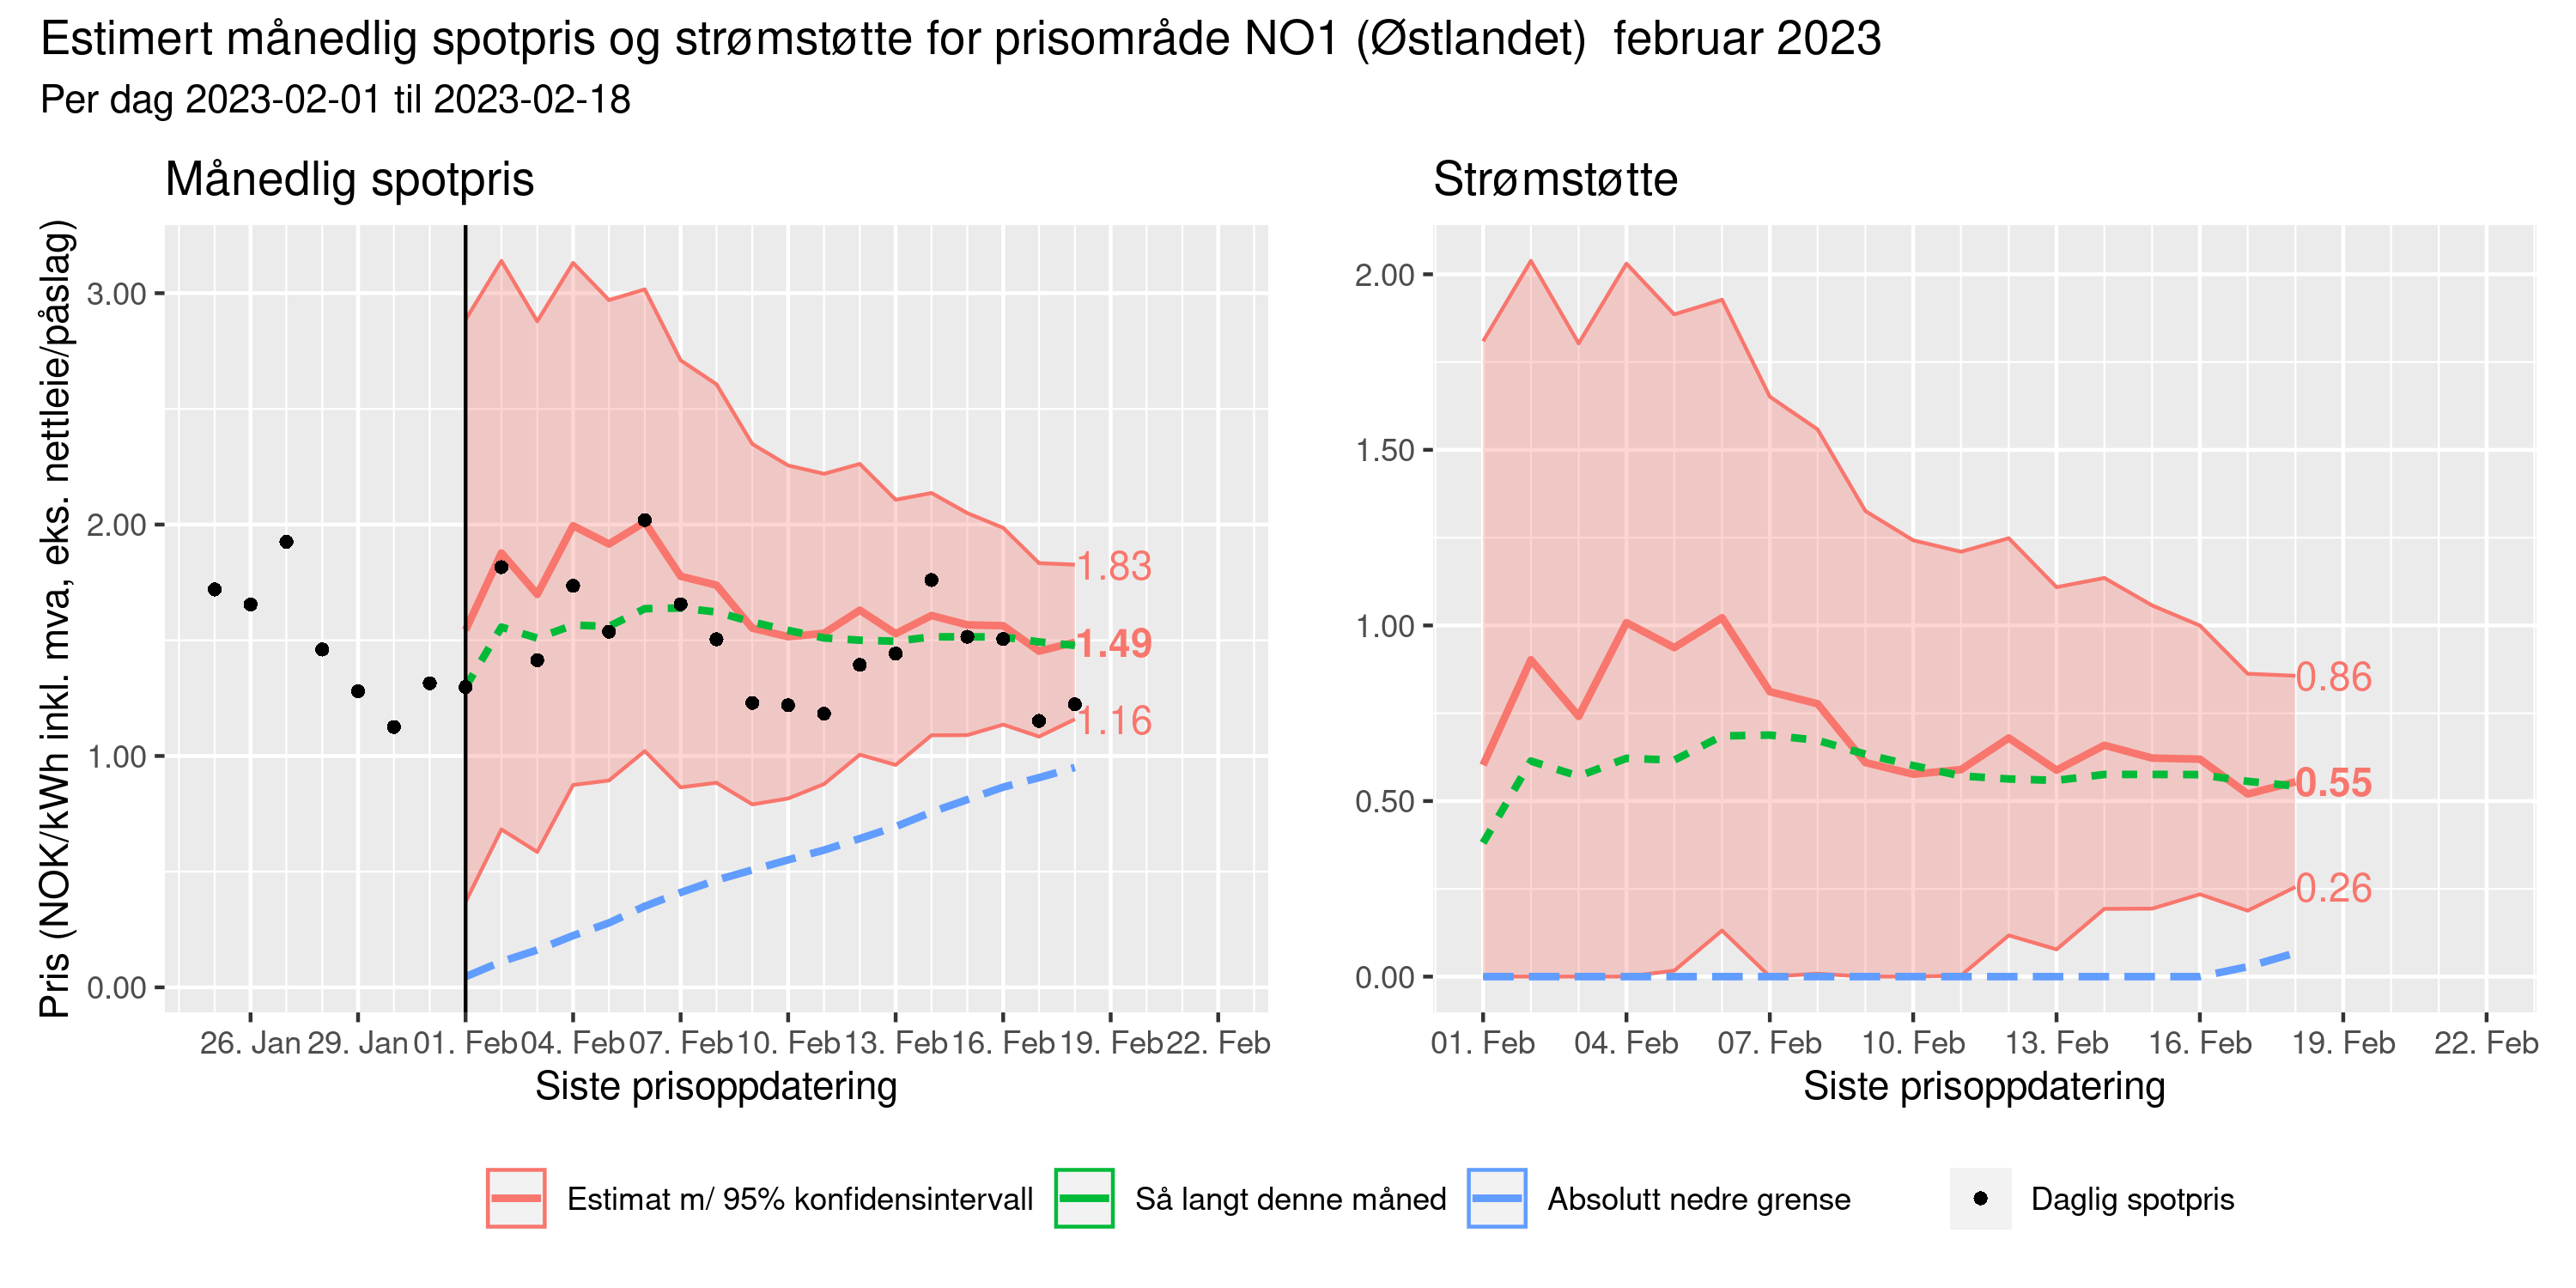 Estimert månedlig spotpris og strømstøtte for prisområde NO1 (Østlandet)  februar 2023
Per dag 2023-02-01 til 2023-02-18
Månedlig spotpris
Pris (NOK/kWh inkl. mva, eks. nettleie/påslag)
3.00
2.00
1.00
0.00
1.83
1.49
1.16
26. Jan 29. Jan 01. Feb 04. Feb 07. Feb 10. Feb 13. Feb 16. Feb 19. Feb 22. Feb
Siste prisoppdatering
Strømstøtte
2.00
1.50
1.00
0.50
0.00
0.86
0.55
0.26
01. Feb 04. Feb 07. Feb 10. Feb 13. Feb 16. Feb 19. Feb 22. Feb
Siste prisoppdatering
Estimat m/ 95% konfidensintervall Så langt denne måned Absolutt nedre grense Daglig spotpris